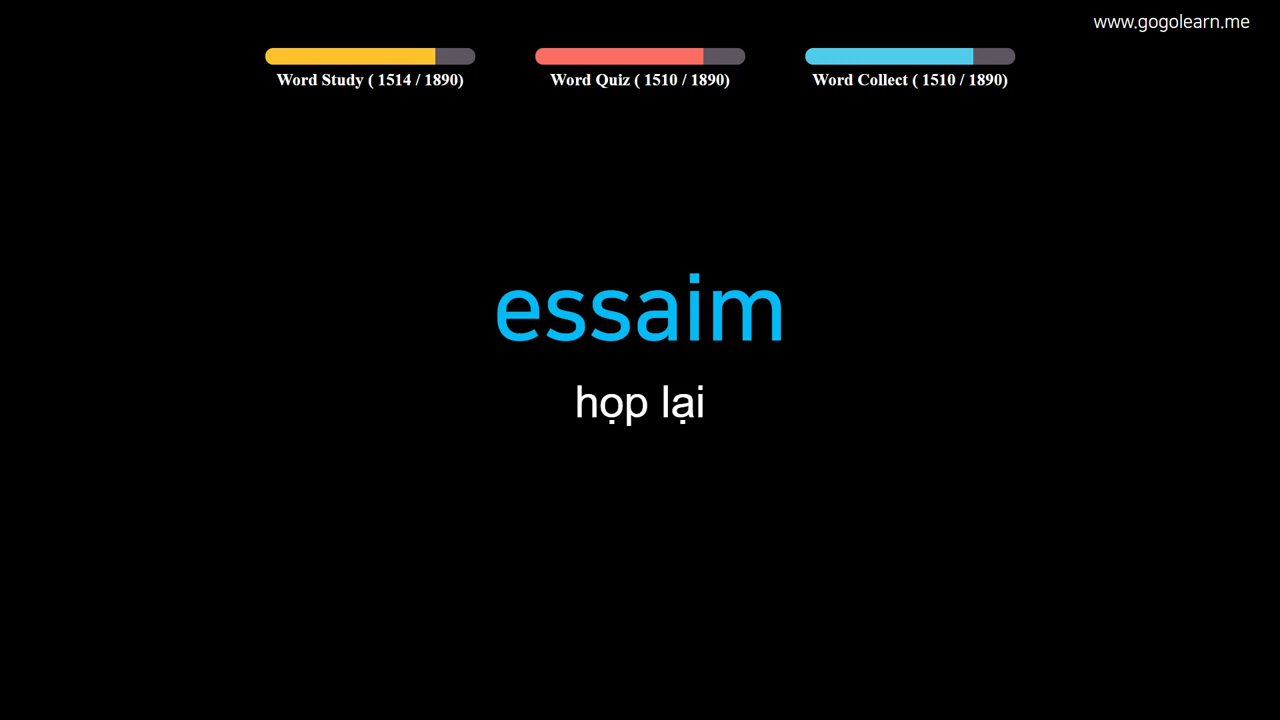 www.gogolearn.me
Word Study ( 1514 / 1890)
Word Quiz ( 1510 / 1890)
Word Collect ( 1510 / 1890)
essaim
họp lại